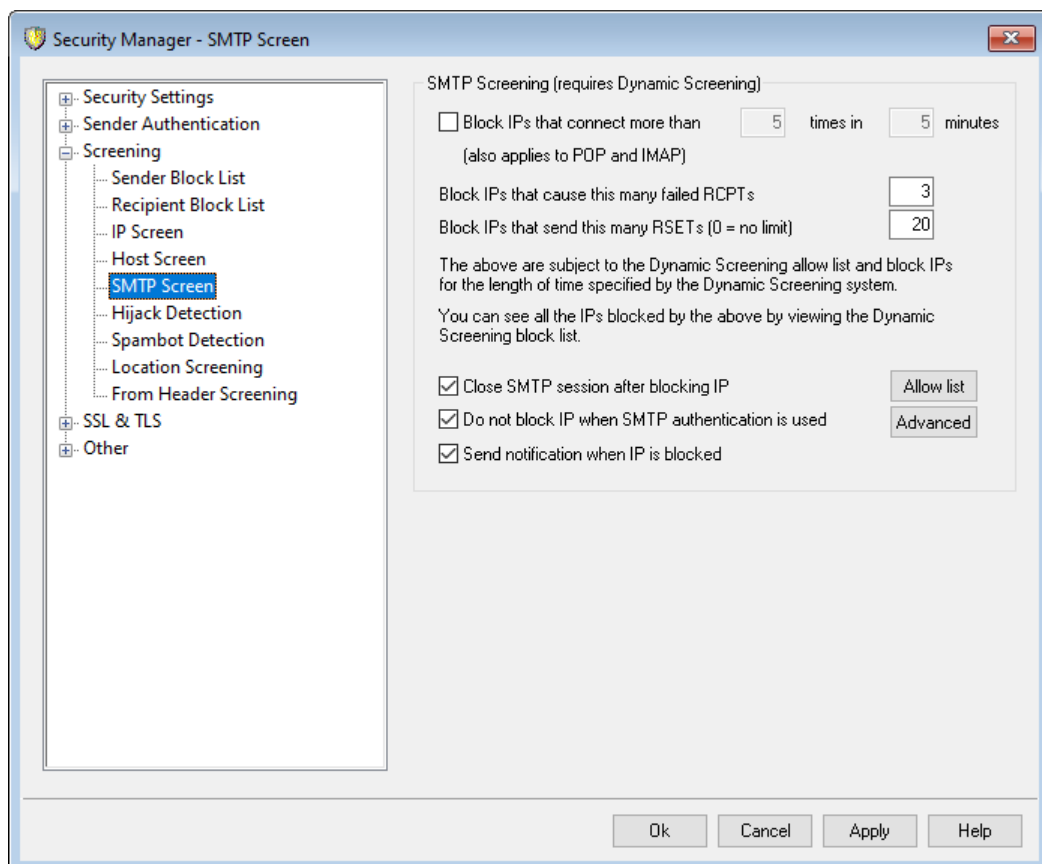 Security Manager - SMTP Screen
Security Settings
Sender Authentication
Screening
Sender Block List
Recipient Block List
IP Screen
Host Screen
SMTP Screen
Hijack Detection
Spambot Detection
Location Screening
From Header Screening
SSL & TLS
Other
SMTP Screening (requires Dynamic Screening)
Block IPs that connect more than 5 times in 5 minutes
(also applies to POP and IMAP)
Block IPs that cause this many failed RCPTs 3
Block IPs that send this many RSETs (0 = no limit) 20
The above are subject to the Dynamic Screening allow list and block IPs
for the length of time specified by the Dynamic Screening system.
You can see all the IPs blocked by the above by viewing the Dynamic
Screening block list.
Close SMTP session after blocking IP Allow list
Do not block IP when SMTP authentication is used Advanced
Send notification when IP is blocked
Ok Cancel Apply Help